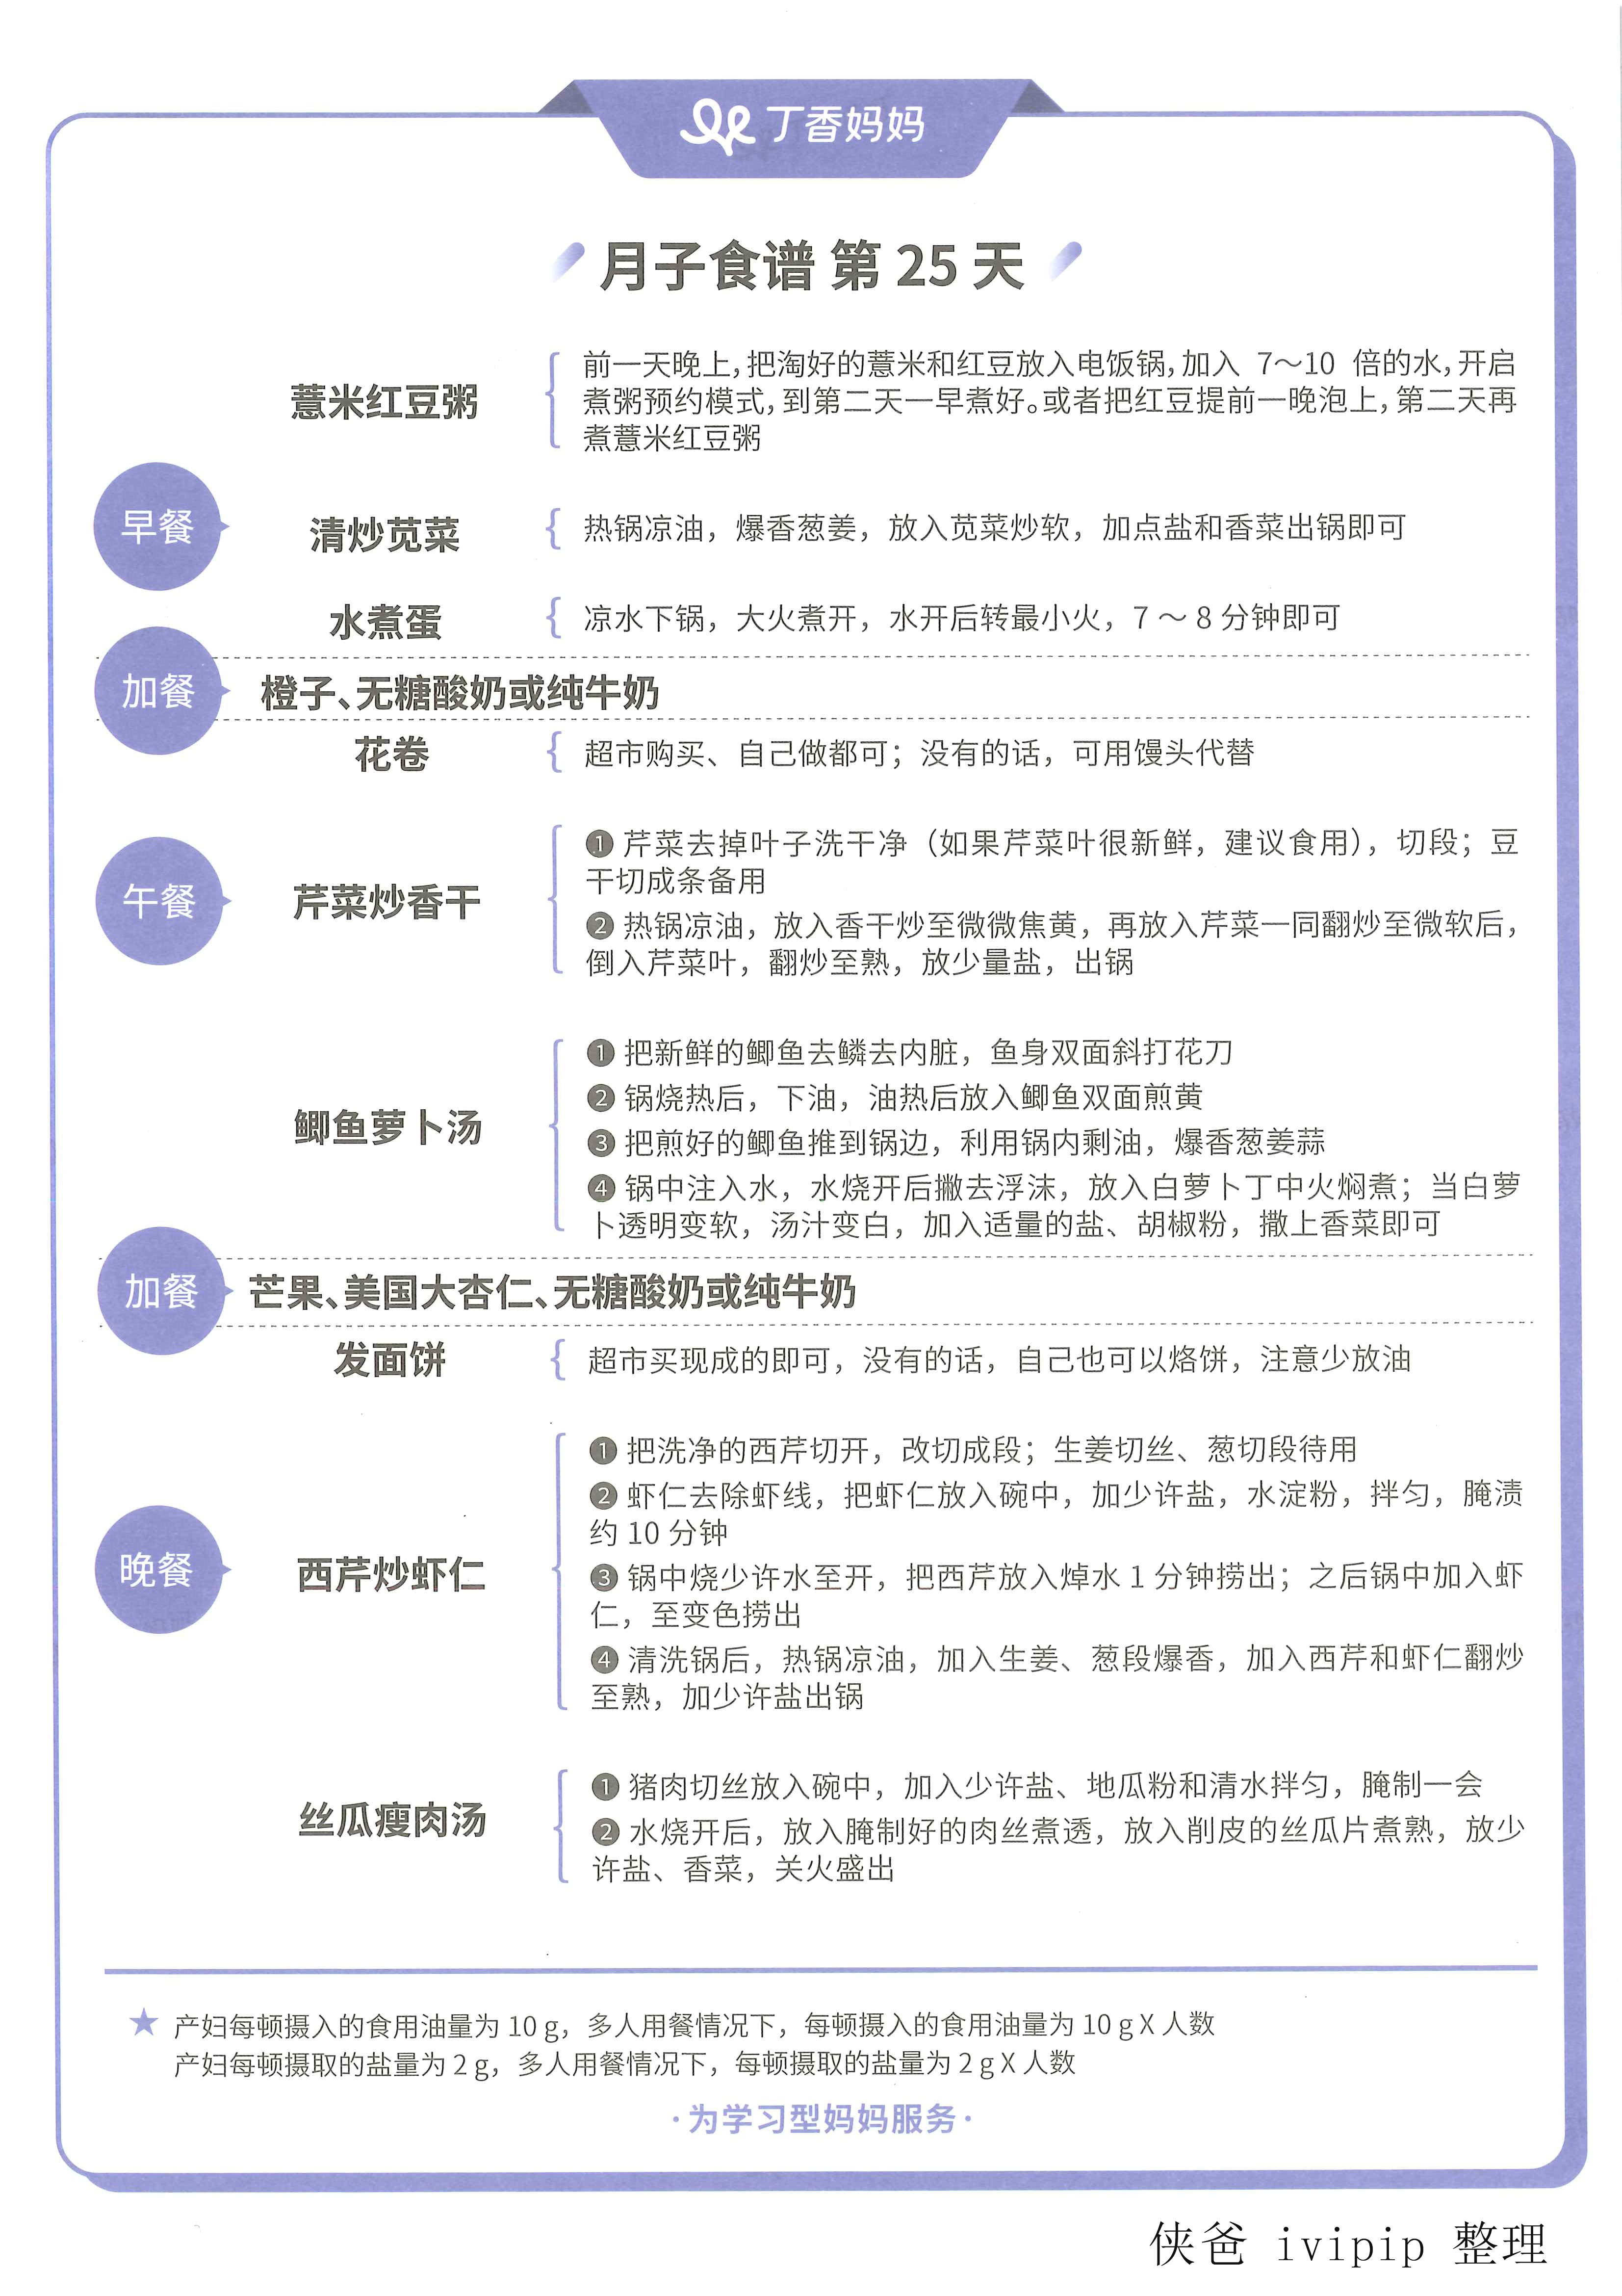 丁香妈妈
月子食谱 第 25 天
早餐
薏米红豆粥
前一天晚上，把淘好的薏米和红豆放入电饭锅，加入 7～10 倍的水，开启
煮粥预约模式，到第二天一早煮好。或者把红豆提前一晚泡上，第二天再
煮薏米红豆粥
清炒苋菜
热锅凉油，爆香葱姜，放入苋菜炒软，加点盐和香菜出锅即可
水煮蛋
凉水下锅，大火煮开，水开后转最小火，7 ～ 8 分钟即可
加餐
橙子、无糖酸奶或纯牛奶
午餐
花卷
超市购买、自己做都可；没有的话，可用馒头代替
芹菜炒香干
❶ 芹菜去掉叶子洗干净（如果芹菜叶很新鲜，建议食用），切段；豆
干切成条备用
❷ 热锅凉油，放入香干炒至微微焦黄，再放入芹菜一同翻炒至微软后，
倒入芹菜叶，翻炒至熟，放少量盐，出锅
鲫鱼萝卜汤
❶ 把新鲜的鲫鱼去鳞去内脏，鱼身双面斜打花刀
❷ 锅烧热后，下油，油热后放入鲫鱼双面煎黄
❸ 把煎好的鲫鱼推到锅边，利用锅内剩油，爆香葱姜蒜
❹ 锅中注入水，水烧开后撇去浮沫，放入白萝卜丁中火焖煮；当白萝
卜透明变软，汤汁变白，加入适量的盐、胡椒粉，撒上香菜即可
加餐
芒果、美国大杏仁、无糖酸奶或纯牛奶
晚餐
发面饼
超市买现成的即可，没有的话，自己也可以烙饼，注意少放油
西芹炒虾仁
❶ 把洗净的西芹切开，改切成段；生姜切丝、葱切段待用
❷ 虾仁去除虾线，把虾仁放入碗中，加少许盐，水淀粉，拌匀，腌渍
约 10 分钟
❸ 锅中烧少许水至开，把西芹放入焯水 1 分钟捞出；之后锅中加入虾
仁，至变色捞出
❹ 清洗锅后，热锅凉油，加入生姜、葱段爆香，加入西芹和虾仁翻炒
至熟，加少许盐出锅
丝瓜瘦肉汤
❶ 猪肉切丝放入碗中，加入少许盐、地瓜粉和清水拌匀，腌制一会
❷ 水烧开后，放入腌制好的肉丝煮透，放入削皮的丝瓜片煮熟，放少
许盐、香菜，关火盛出
★ 产妇每顿摄入的食用油量为 10 g，多人用餐情况下，每顿摄入的食用油量为 10 g X 人数
产妇每顿摄取的盐量为 2 g，多人用餐情况下，每顿摄取的盐量为 2 g X 人数
·为学习型妈妈服务·
侠爸 ivipip 整理